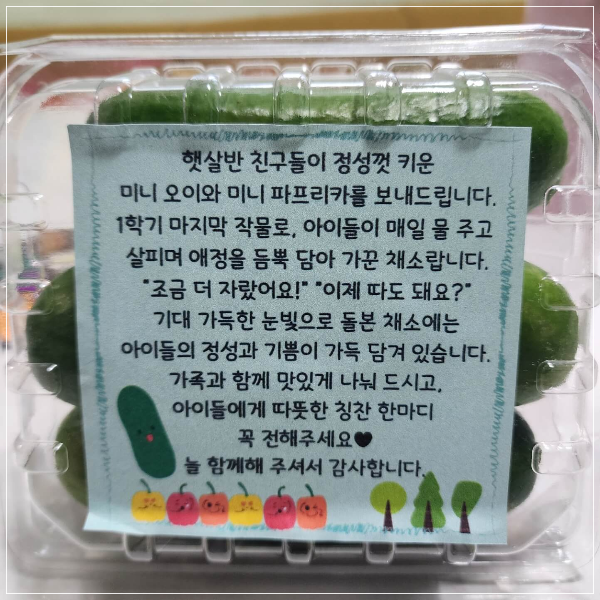 햇살반 친구들이 정성껏 키운
미니 오이와 미니 파프리카를 보내드립니다.
1학기 마지막 작물로, 아이들이 매일 물 주고
살피며 애정을 듬뿍 담아 가꾼 채소랍니다.
"조금 더 자랐어요!" "이제 따도 돼요?"
기대 가득한 눈빛으로 돌본 채소에는
아이들의 정성과 기쁨이 가득 담겨 있습니다.
가족과 함께 맛있게 나눠 드시고,
아이들에게 따뜻한 칭찬 한마디
꼭 전해주세요🖤
늘 함께해 주셔서 감사합니다.